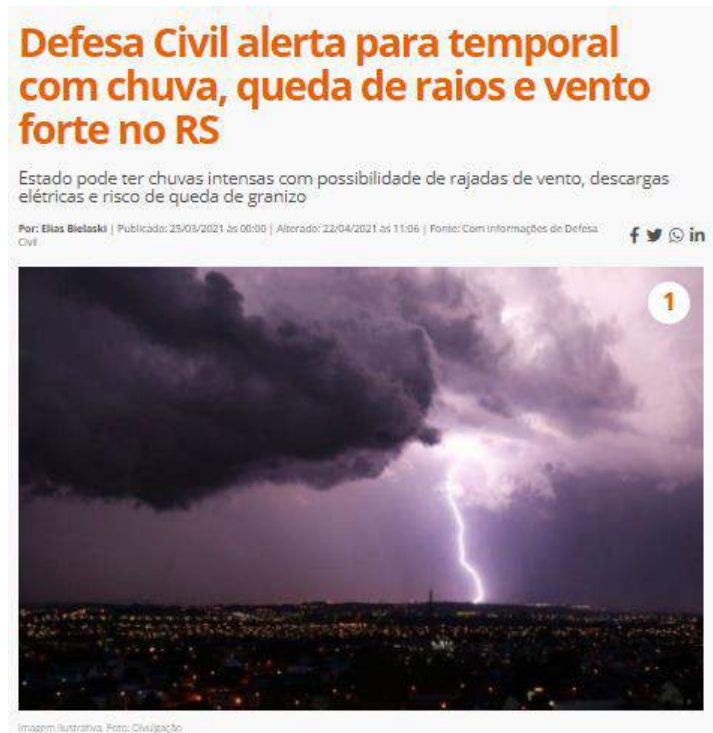 Defesa Civil alerta para temporal
com chuva, queda de raios e vento
forte no RS
Estado pode ter chuvas intensas com possibilidade de rajadas de vento, descargas
elétricas e risco de queda de granizo
Por: Elias Bielaski | Publicado: 25/03/2021 às 00:00 | Alterado: 22/04/2021 às 11:06 | Fonte: Com informações de Defesa
Civil
1
Imagem ilustrativa. Foto: Divulgação